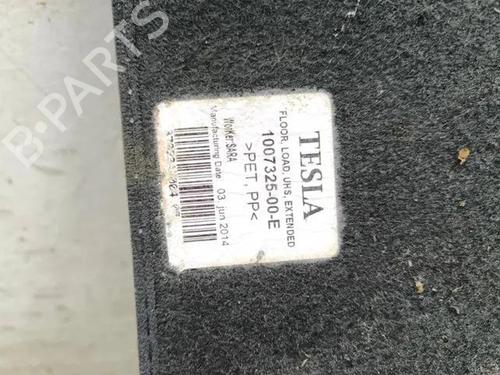 TESLA
FLOOR, LOAD, UHS, EXTENDED
1007325-00-E
>PET, PP<
Worker:SARA
Manufacturing Date 03. jun 2014
B-PARTS